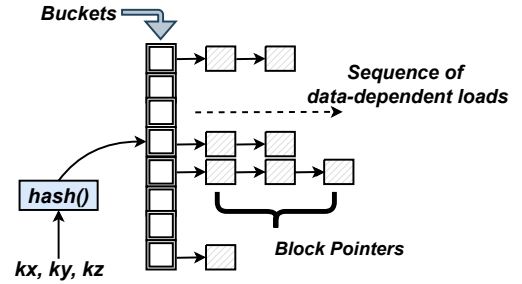 Buckets
Sequence of
data-dependent loads
hash()
Block Pointers
kx, ky, kz